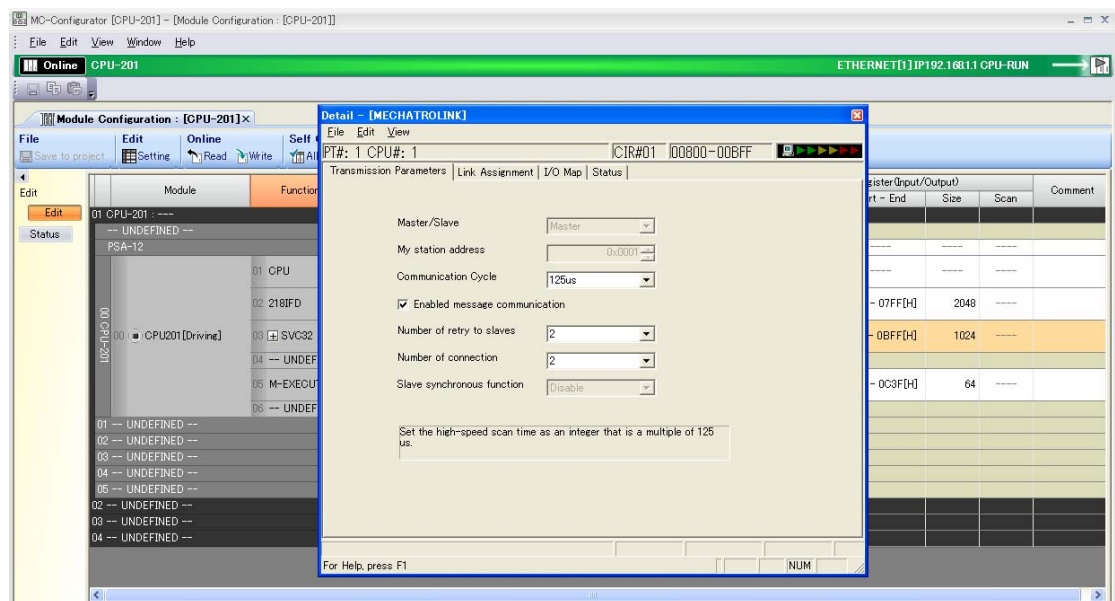 MC-Configurator [CPU-201] - [Module Configuration : [CPU-201]]
File Edit View Window Help
Online CPU-201 ETHERNET[1] IP192.168.1.1 CPU-RUN
Module Configuration : [CPU-201] ×
File Edit Online Self
Save to project Setting Read Write
Edit
Edit
Status
Module Function
(Input/Output) Comment
- End Size Scan
01 CPU-201 : ---
-- UNDEFINED --
PSA-12
---- ---- ----
00 CPU-201
00 CPU201[Driving]
01 CPU
---- ---- ----
02 218IFD - 07FF[H] 2048 ----
03 SVC32 - 0BFF[H] 1024 ----
04 -- UNDEF
05 M-EXECU - 0C3F[H] 64 ----
06 -- UNDEF
01 -- UNDEFINED --
02 -- UNDEFINED --
03 -- UNDEFINED --
04 -- UNDEFINED --
05 -- UNDEFINED --
02 -- UNDEFINED --
03 -- UNDEFINED --
04 -- UNDEFINED --
Detail - [MECHATROLINK]
File Edit View
PT#: 1 CPU#: 1 CIR#01 00800-00BFF
Transmission Parameters Link Assignment I/O Map Status
Master/Slave Master
My station address 0x0001
Communication Cycle 125us
Enabled message communication
Number of retry to slaves 2
Number of connection 2
Slave synchronous function Disable
Set the high-speed scan time as an integer that is a multiple of 125
us.
For Help, press F1 NUM